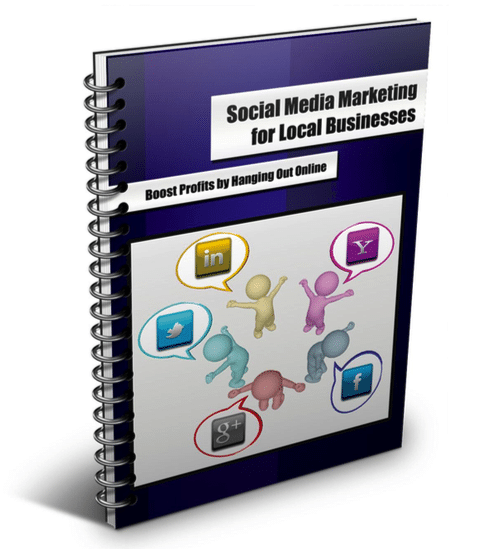 Social Media Marketing
for Local Businesses
Boost Profits by Hanging Out Online
in
Y
f
g+